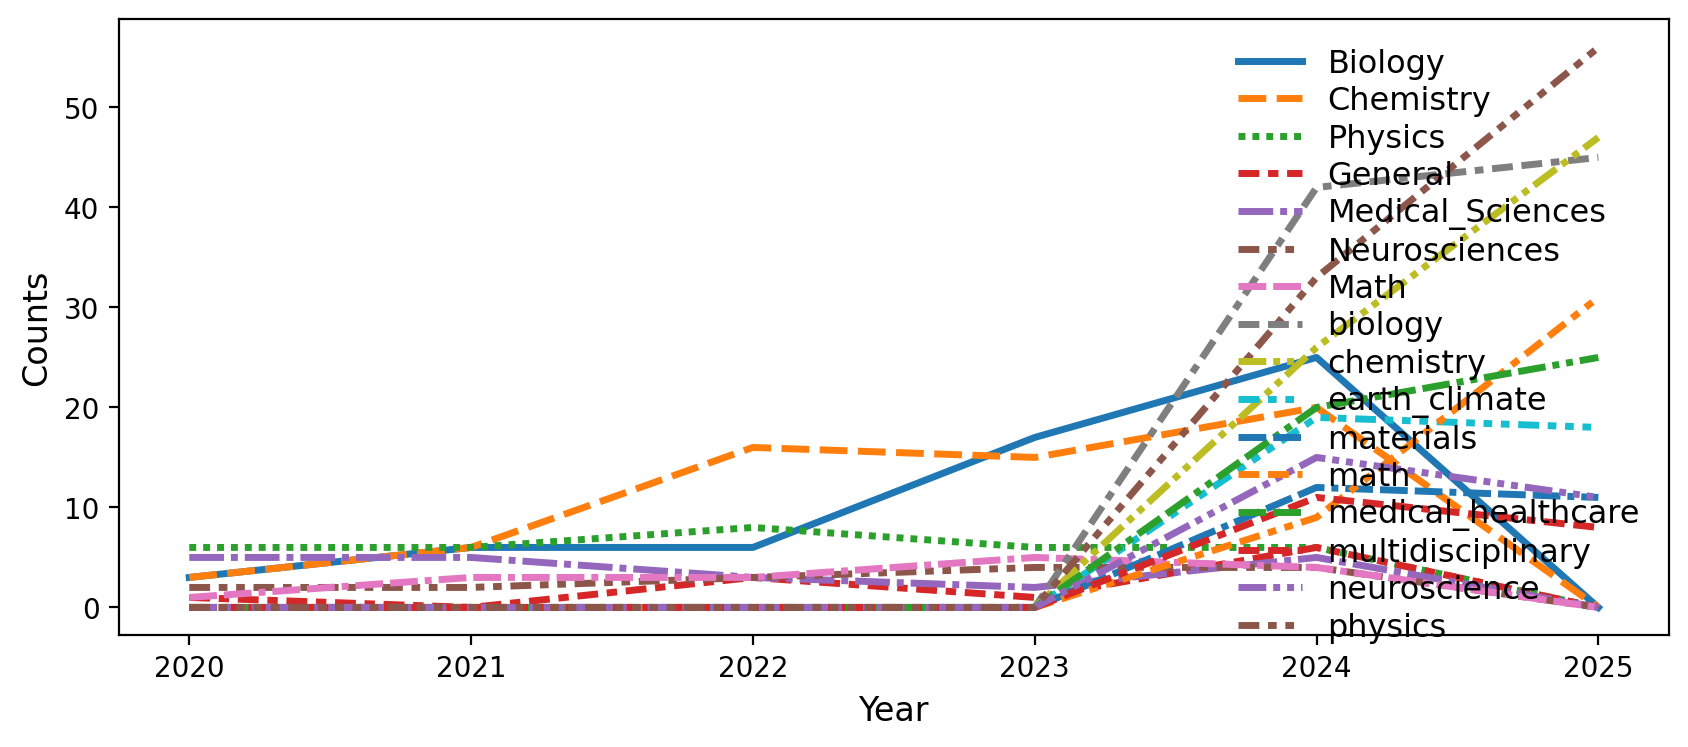 Counts
50
40
30
20
10
0
2020
2021
2022
2023
2024
2025
Year
Biology
Chemistry
Physics
General
Medical_Sciences
Neurosciences
Math
biology
chemistry
earth_climate
materials
math
medical_healthcare
multidisciplinary
neuroscience
physics